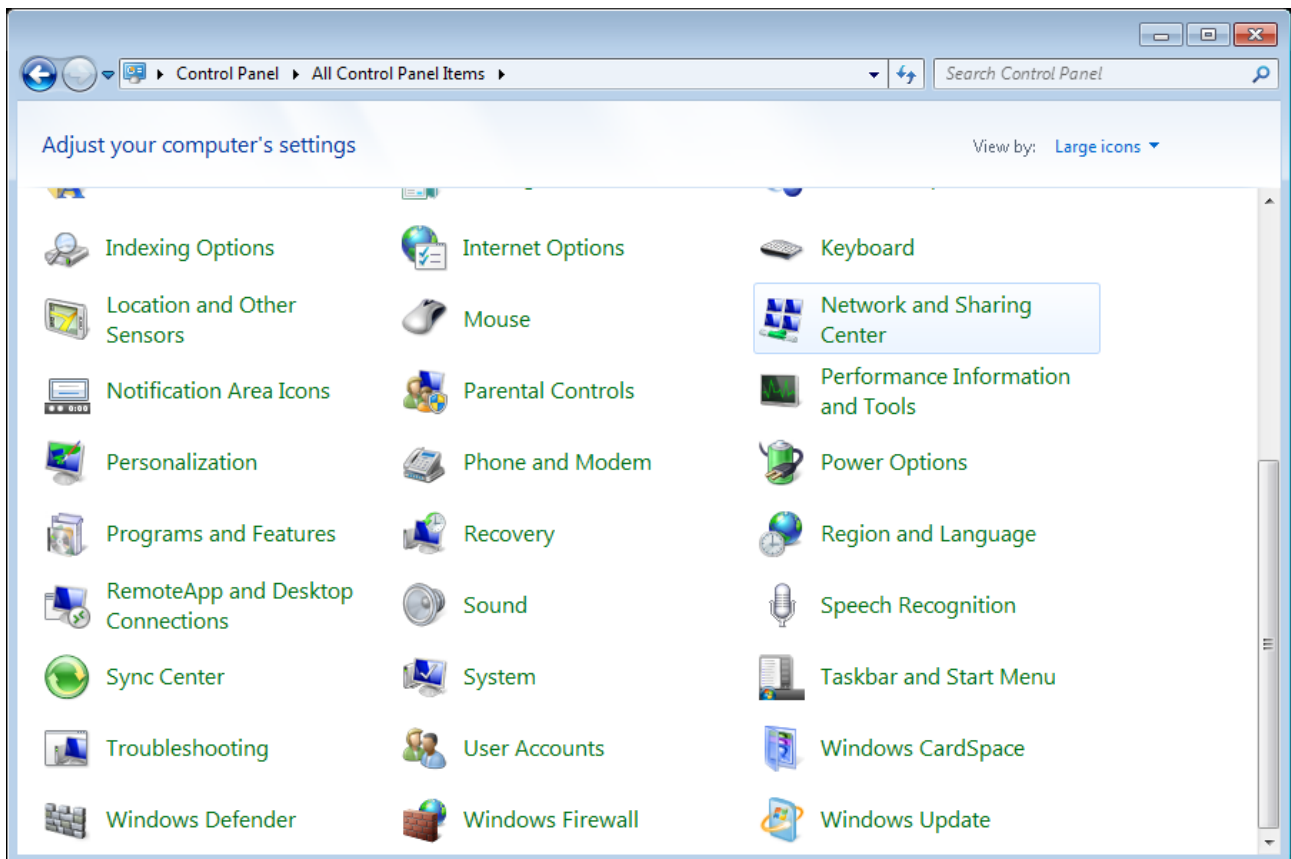 Control Panel All Control Panel Items
Search Control Panel
Adjust your computer's settings
View by: Large icons
Indexing Options
Internet Options
Keyboard
Location and Other
Sensors
Mouse
Network and Sharing
Center
Notification Area Icons
Parental Controls
Performance Information
and Tools
Personalization
Phone and Modem
Power Options
Programs and Features
Recovery
Region and Language
RemoteApp and Desktop
Connections
Sound
Speech Recognition
Sync Center
System
Taskbar and Start Menu
Troubleshooting
User Accounts
Windows CardSpace
Windows Defender
Windows Firewall
Windows Update